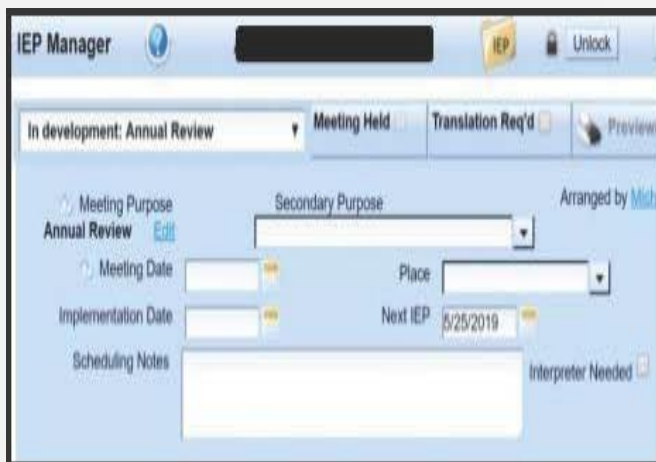 IEP Manager ? IEP Unlock
In development: Annual Review Meeting Held Translation Req'd Preview
Meeting Purpose Secondary Purpose Arranged by Mich
Annual Review Edit
Meeting Date Place
Implementation Date Next IEP 5/25/2019
Scheduling Notes Interpreter Needed